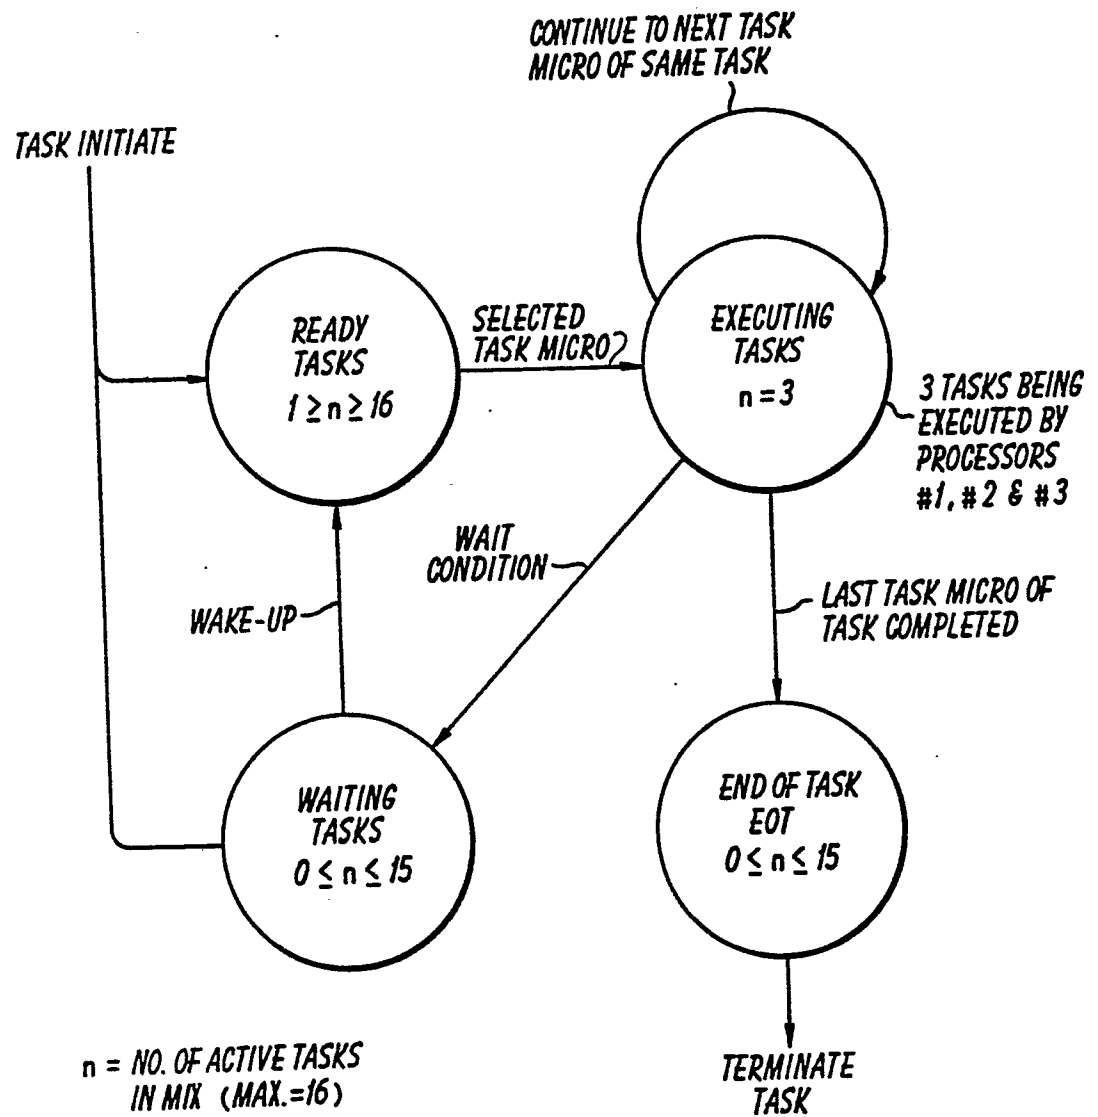 CONTINUE TO NEXT TASK
MICRO OF SAME TASK
TASK INITIATE
READY
TASKS
1 ≥ n ≥ 16
SELECTED
TASK MICRO
EXECUTING
TASKS
n = 3
3 TASKS BEING
EXECUTED BY
PROCESSORS
#1, #2 & #3
WAIT
CONDITION
WAKE-UP
LAST TASK MICRO OF
TASK COMPLETED
WAITING
TASKS
0 ≤ n ≤ 15
END OF TASK
EOT
0 ≤ n ≤ 15
n = NO. OF ACTIVE TASKS
IN MIX (MAX.=16)
TERMINATE
TASK